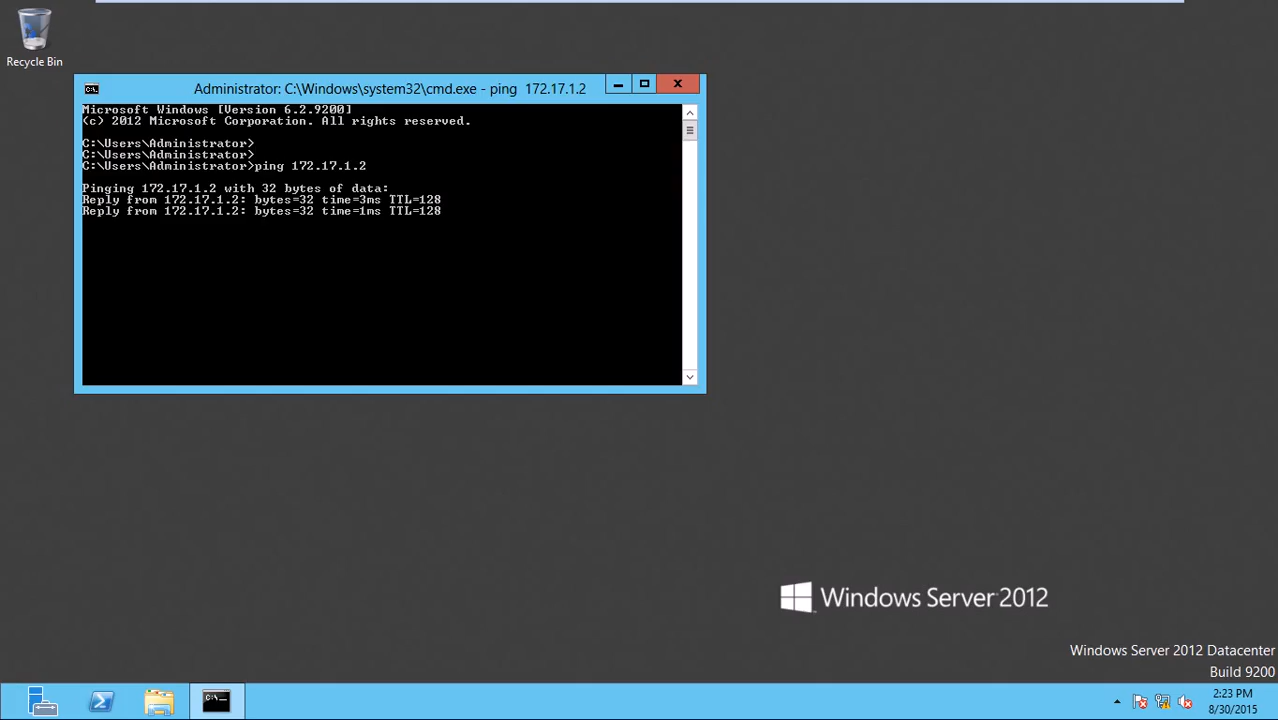 Recycle Bin
Administrator: C:\Windows\system32\cmd.exe - ping  172.17.1.2
Microsoft Windows [Version 6.2.9200]
(c) 2012 Microsoft Corporation. All rights reserved.
C:\Users\Administrator>
C:\Users\Administrator>
C:\Users\Administrator>ping 172.17.1.2
Pinging 172.17.1.2 with 32 bytes of data:
Reply from 172.17.1.2: bytes=32 time=3ms TTL=128
Reply from 172.17.1.2: bytes=32 time=1ms TTL=128
Windows Server 2012
Windows Server 2012 Datacenter
Build 9200
2:23 PM
8/30/2015